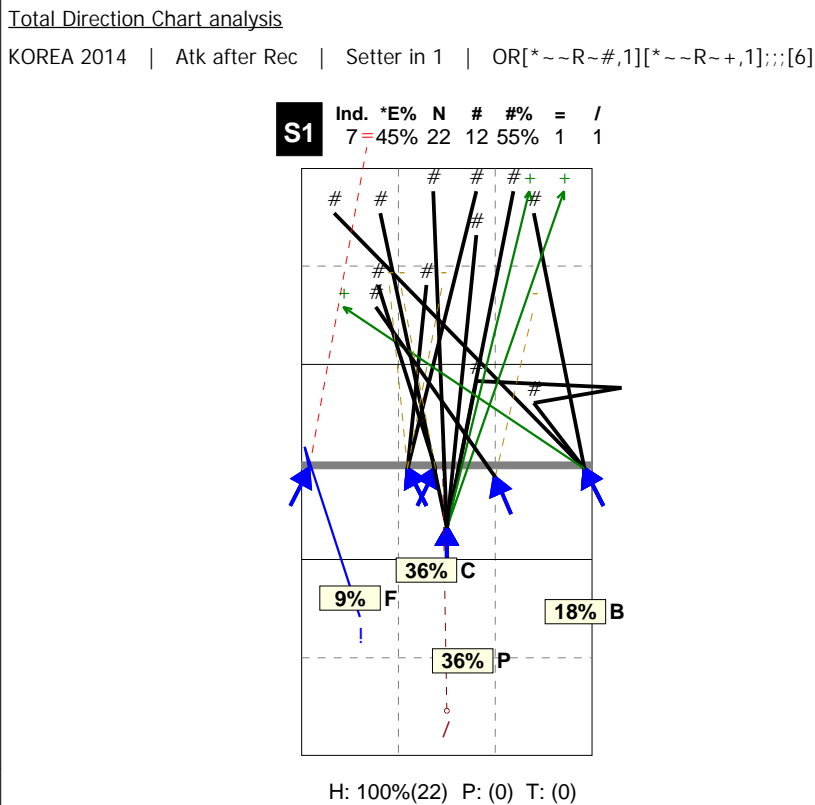 Total Direction Chart analysis
KOREA 2014 | Atk after Rec | Setter in 1 | OR[*~~R~#,1][*~~R~+,1];;;[6]
S1
Ind. *E% N # #% = /
7 45% 22 12 55% 1 1
=
# # # + +
# # #
#
# - - # -
+ # -
#
#
36% C
9% F
18% B
!
36% P
/
H: 100%(22) P: (0) T: (0)